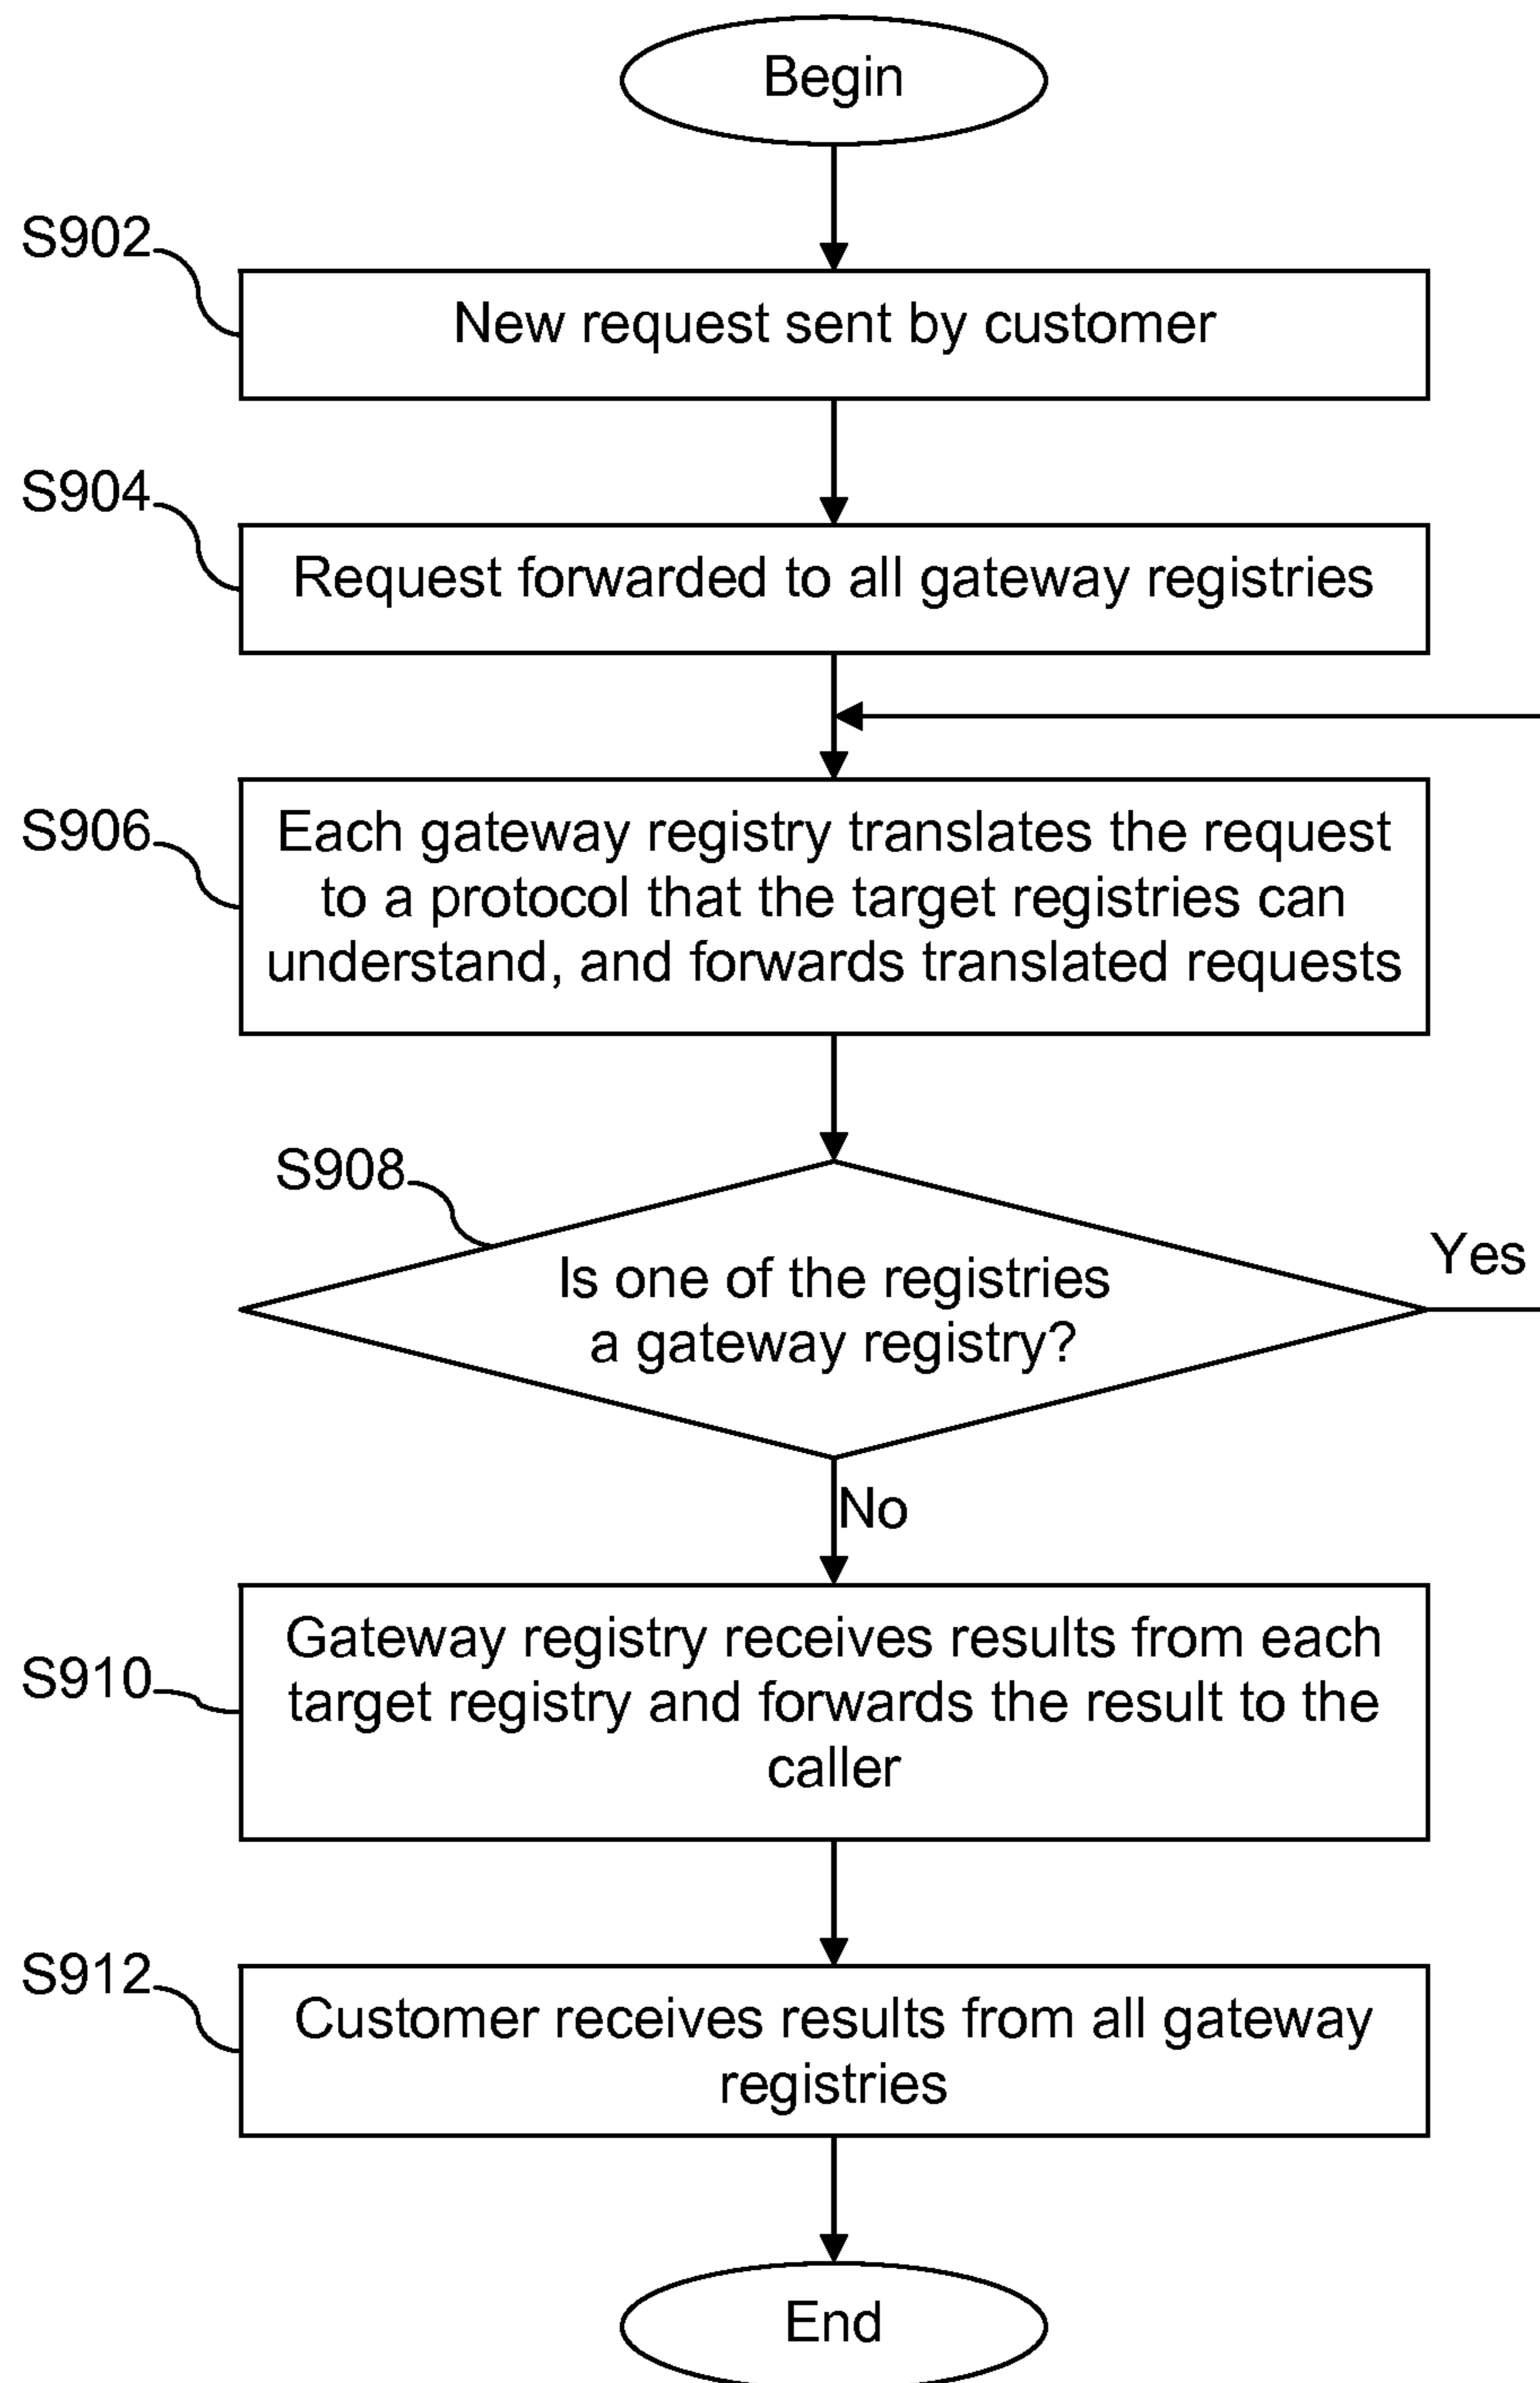 Begin
S902
New request sent by customer
S904
Request forwarded to all gateway registries
S906
Each gateway registry translates the request
to a protocol that the target registries can
understand, and forwards translated requests
S908
Is one of the registries
a gateway registry?
Yes
No
S910
Gateway registry receives results from each
target registry and forwards the result to the
caller
S912
Customer receives results from all gateway
registries
End